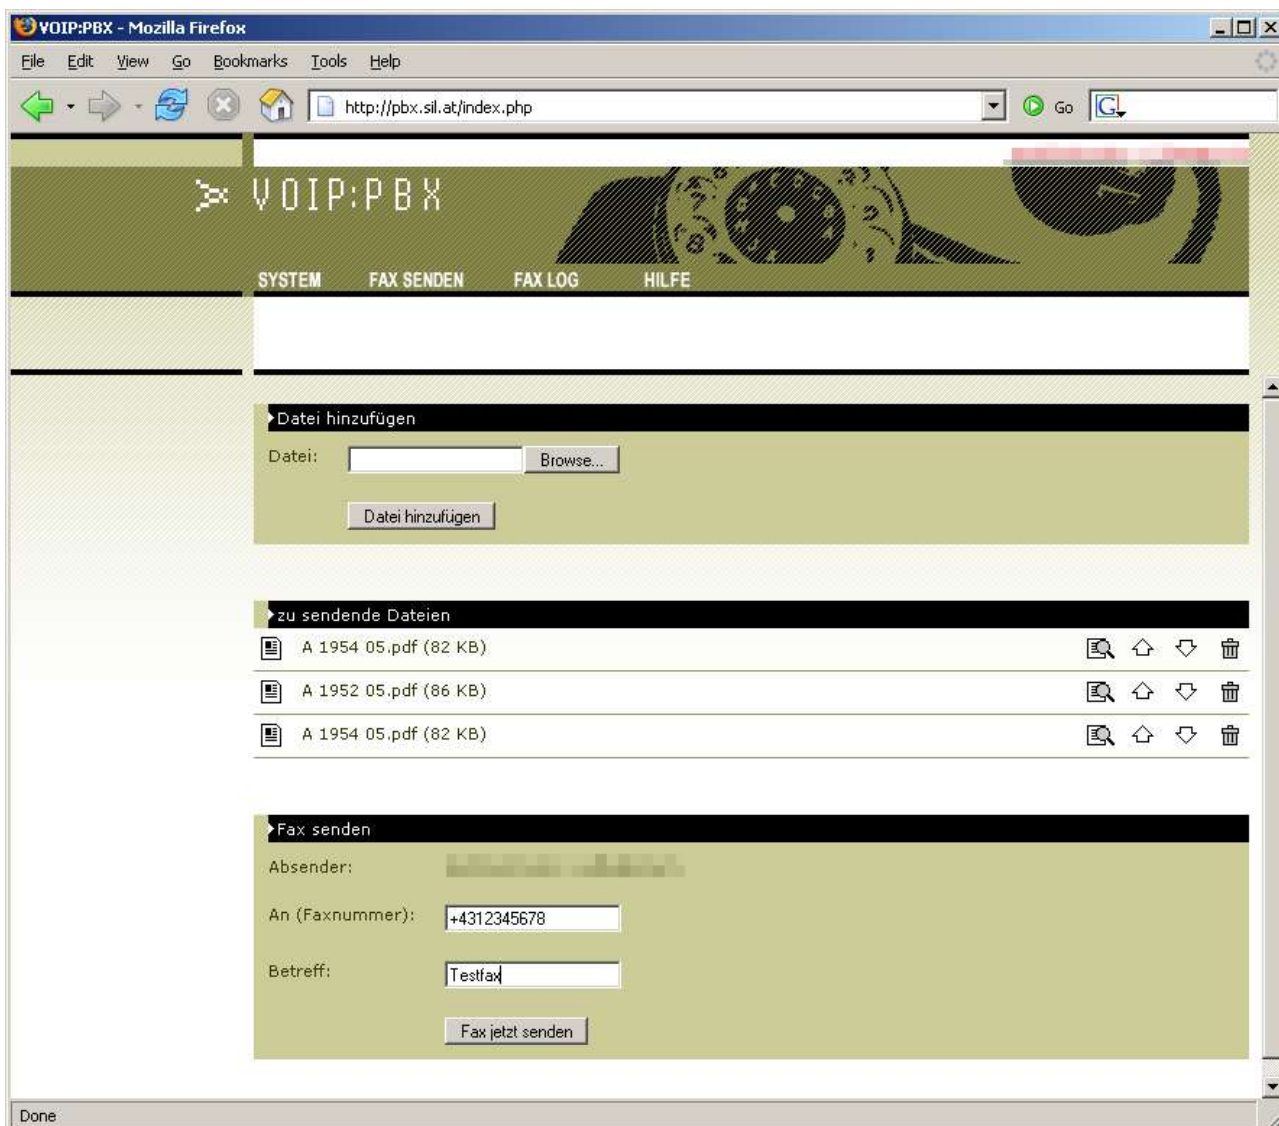 VOIP:PBX - Mozilla Firefox
File Edit View Go Bookmarks Tools Help
http://pbx.sil.at/index.php Go G
VOIP:PBX
SYSTEM FAX SENDEN FAX LOG HILFE
Datei hinzufügen
Datei: Browse...
Datei hinzufügen
zu sendende Dateien
A 1954 05.pdf (82 KB)
A 1952 05.pdf (86 KB)
A 1954 05.pdf (82 KB)
Fax senden
Absender:
An (Faxnummer): +4312345678
Betreff: Testfax
Fax jetzt senden
Done